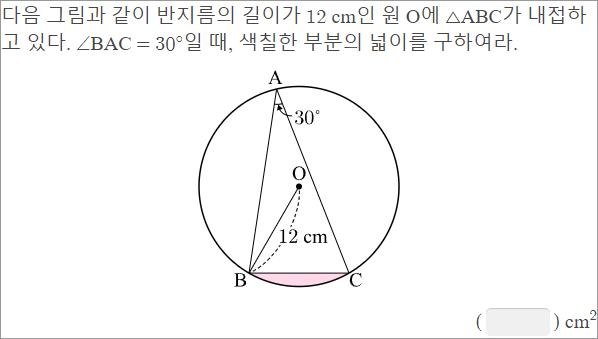 다음 그림과 같이 반지름의 길이가 12 cm인 원 O에 △ABC가 내접하
고 있다. ∠BAC = 30°일 때, 색칠한 부분의 넓이를 구하여라.
A
30°
O
12 cm
B
C
( ) cm²